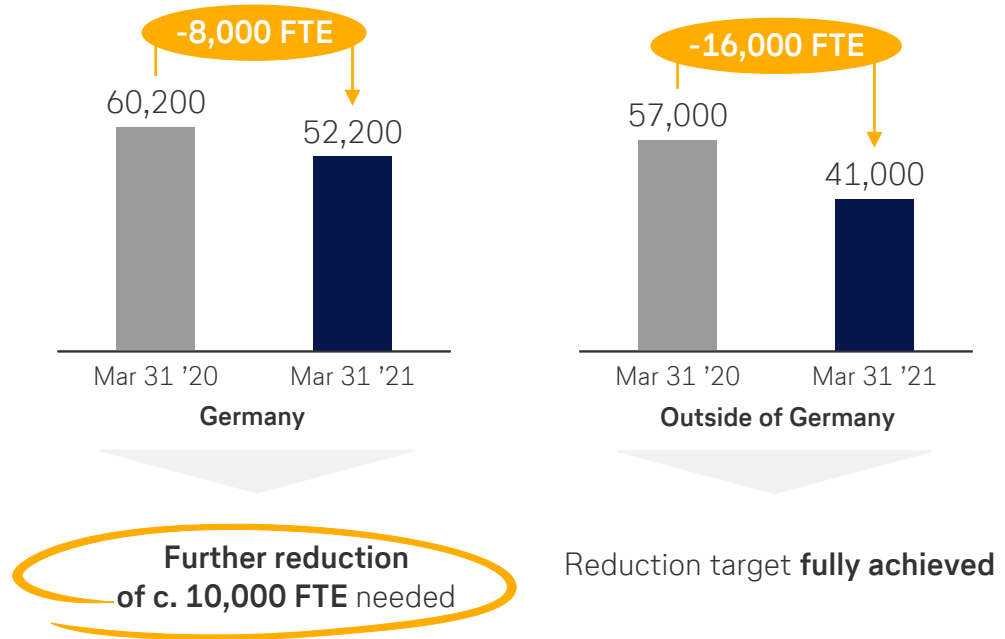 -8,000 FTE
60,200
52,200
Mar 31 ’20
Mar 31 ’21
Germany
Further reduction
of c. 10,000 FTE needed
-16,000 FTE
57,000
41,000
Mar 31 ’20
Mar 31 ’21
Outside of Germany
Reduction target fully achieved